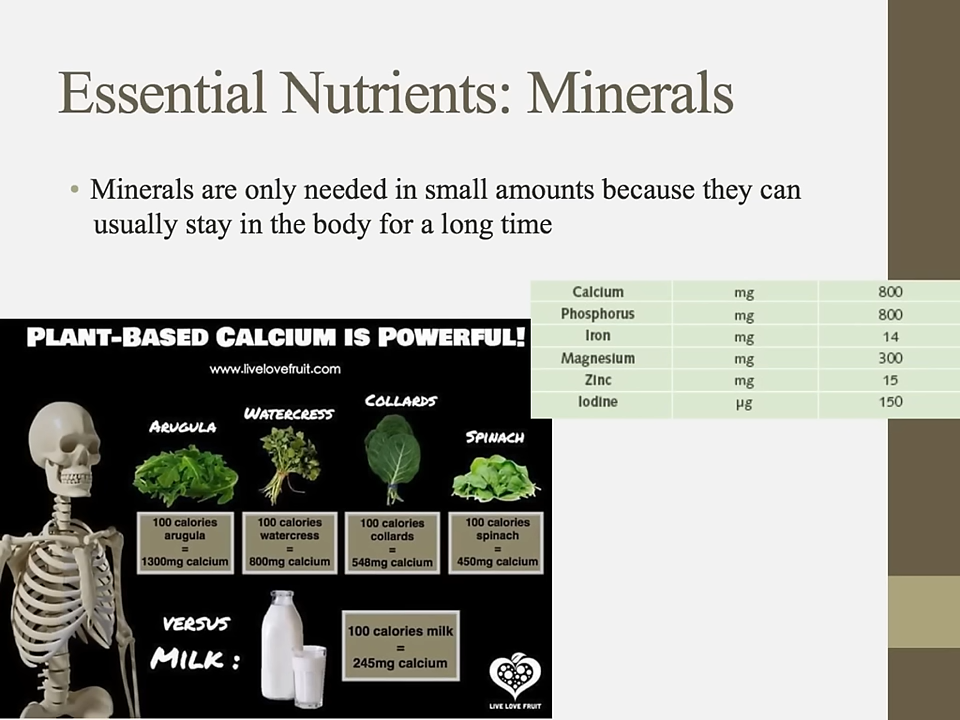 Essential Nutrients: Minerals
• Minerals are only needed in small amounts because they can
usually stay in the body for a long time
Calcium mg 800
Phosphorus mg 800
Iron mg 14
Magnesium mg 300
Zinc mg 15
Iodine µg 150
PLANT-BASED CALCIUM IS POWERFUL!
www.livelovefruit.com
ARUGULA
WATERCRESS
COLLARDS
SPINACH
100 calories
arugula
=
1300mg calcium
100 calories
watercress
=
800mg calcium
100 calories
collards
=
548mg calcium
100 calories
spinach
=
450mg calcium
VERSUS
MILK :
100 calories milk
=
245mg calcium
LIVE LOVE FRUIT